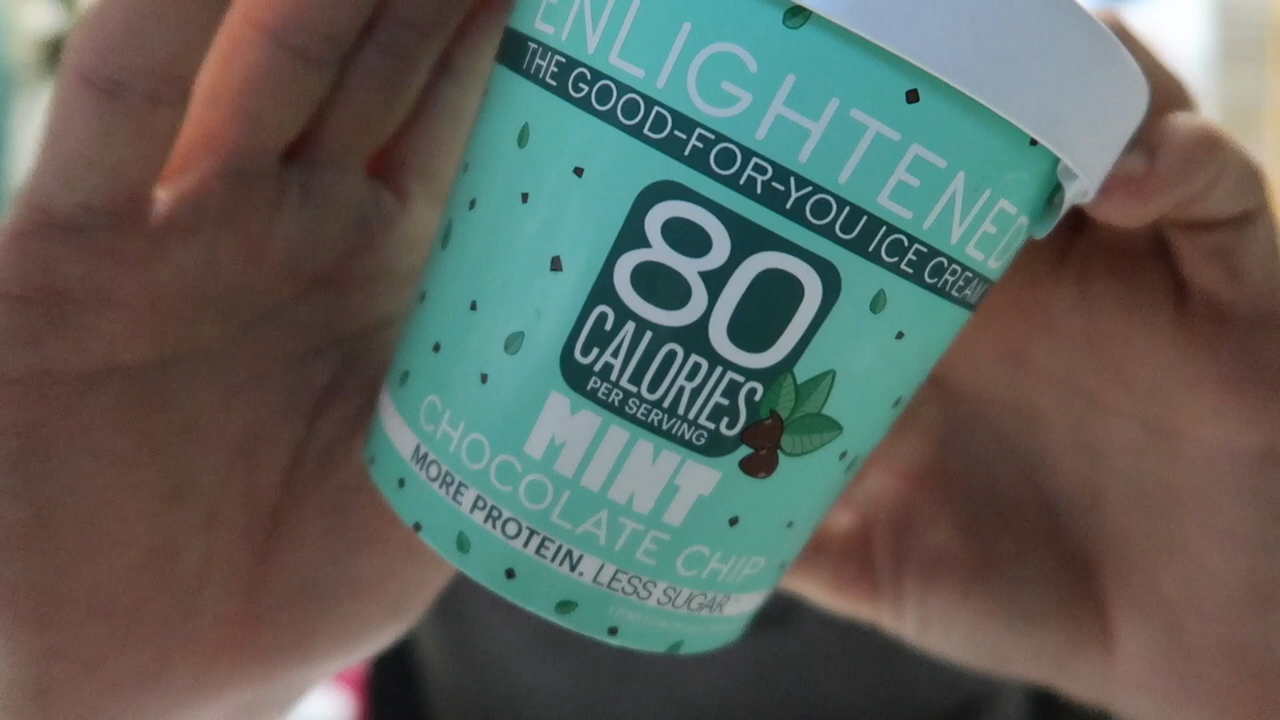 ENLIGHTENED
THE GOOD-FOR-YOU ICE CREAM
80
CALORIES
PER SERVING
MINT
CHOCOLATE CHIP
MORE PROTEIN. LESS SUGAR.